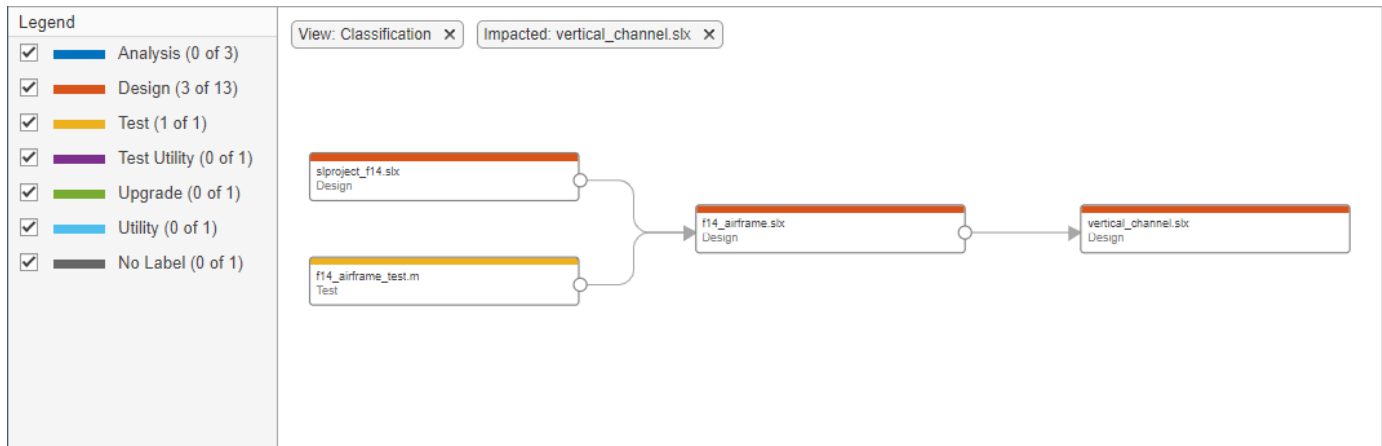 Legend
Analysis (0 of 3)
Design (3 of 13)
Test (1 of 1)
Test Utility (0 of 1)
Upgrade (0 of 1)
Utility (0 of 1)
No Label (0 of 1)
View: Classification
Impacted: vertical_channel.slx
slproject_f14.slx
Design
f14_airframe_test.m
Test
f14_airframe.slx
Design
vertical_channel.slx
Design